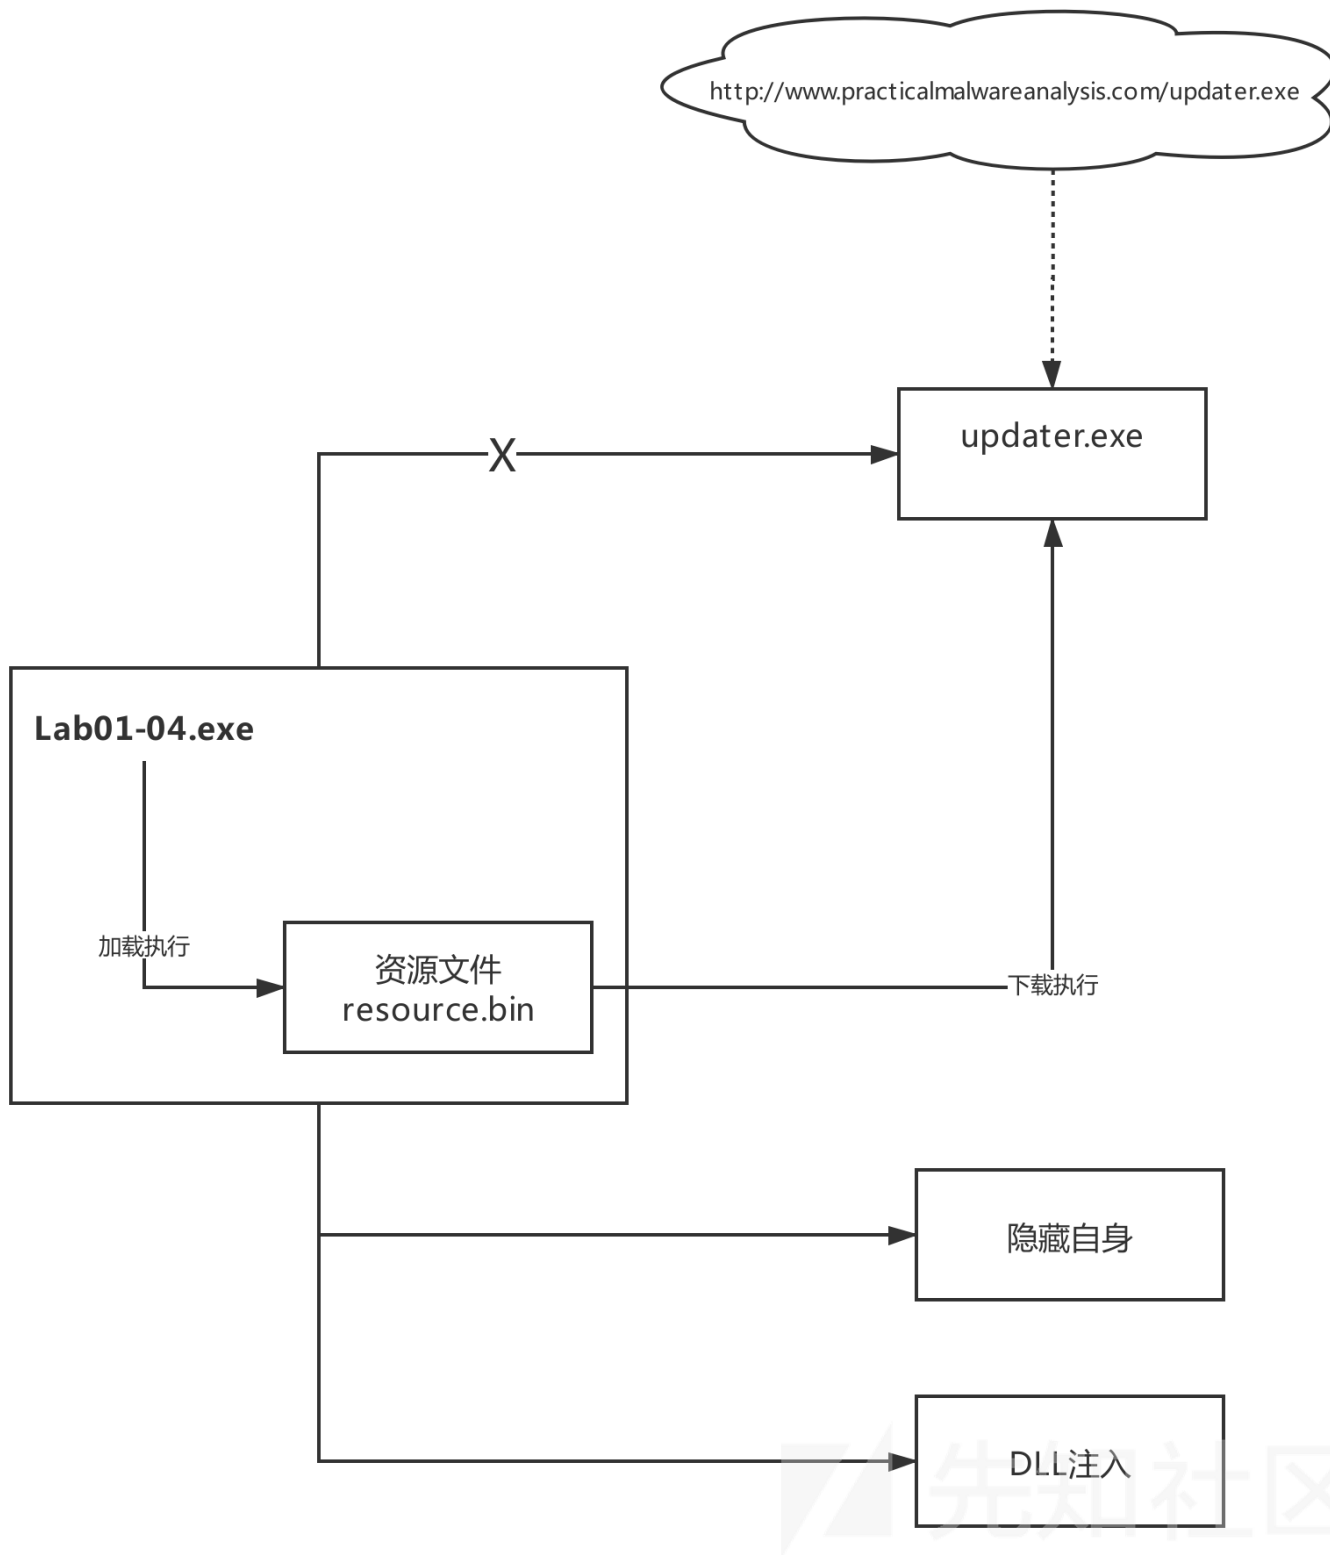 http://www.practicalmalwareanalysis.com/updater.exe
updater.exe
X
Lab01-04.exe
加载执行
资源文件
resource.bin
下载执行
隐藏自身
DLL注入
先知社区